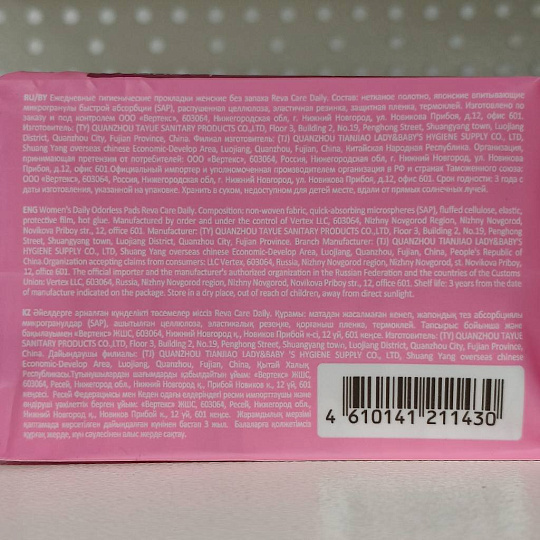 RU/BY Ежедневные гигиенические прокладки женские без запаха Reva Care Daily. Состав: нетканое полотно, японские впитывающие
микрогранулы быстрой абсорбции (SAP), распушенная целлюлоза, эластичная резинка, защитная пленка, термоклей. Изготовлено по
заказу и под контролем ООО «Вертекс», 603064, Нижегородская обл., г. Нижний Новгород, ул. Новикова Прибоя, д.12, офис 601.
Изготовитель: (TY) QUANZHOU TAYUE SANITARY PRODUCTS CO.,LTD, Floor 3, Building 2, No.19, Penghong Street, Shuangyang town, Luojiang
District, Quanzhou City, Fujian Province, China. Филиал изготовитель: (TJ) QUANZHOU TIANJIAO LADY&BABY'S HYGIENE SUPPLY CO., LTD,
Shuang Yang overseas chinese Economic-Develop Area, Luojiang, Quanzhou, Fujian, China, Китайская Народная Республика. Организация,
принимающая претензии от потребителей: ООО «Вертекс», 603064, Россия, Нижегородская обл., г. Нижний Новгород, ул. Новикова
Прибоя, д.12, офис 601.Официальный импортер и уполномоченная производителем организация в РФ и странах Таможенного союза:
ООО «Вертекс», 603064, Россия, Нижегородская обл., г. Нижний Новгород, ул. Новикова Прибоя, д.12, офис 601. Срок годности: 3 года с
даты изготовления, указанной на упаковке. Хранить в сухом, недоступном для детей месте, вдали от прямых солнечных лучей.
ENG Women's Daily Odorless Pads Reva Care Daily. Composition: non-woven fabric, quick-absorbing microspheres (SAP), fluffed cellulose, elastic,
protective film, hot glue. Manufactured by order and under the control of Vertex LLC, 603064, Nizhny Novgorod Region, Nizhny Novgorod,
Novikova Priboy str., 12, office 601. Manufacturer: (TY) QUANZHOU TAYUE SANITARY PRODUCTS CO.,LTD, Floor 3, Building 2, No.19, Penghong
Street, Shuangyang town, Luojiang District, Quanzhou City, Fujian Province, China. Branch Manufacturer: (TJ) QUANZHOU TIANJIAO LADY&BABY'S
HYGIENE SUPPLY CO., LTD, Shuang Yang overseas chinese Economic-Develop Area, Luojiang, Quanzhou, Fujian, China, People's Republic of
China.Organization accepting claims from consumers: LLC Vertex, 603064, Russia, Nizhny Novgorod region, Nizhny Novgorod, st. Novikova Priboy,
12, office 601. The official importer and the manufacturer's authorized organization in the Russian Federation and the countries of the Customs
Union: Vertex LLC, 603064, Russia, Nizhny Novgorod region, Nizhny Novgorod, Novikova Priboy str., 12, office 601. Shelf life: 3 years from the date
of manufacture indicated on the package. Store in a dry place, out of reach of children, away from direct sunlight.
KZ Әйелдерге арналған күнделікті төсемелер иіссіз Reva Care Daily. Құрамы: матадан жасалмаған кенеп, жапондық тез абсорбциялы
микрогранулдар (SAP), ашытылған целлюлоза, эластикалық резеңке, қорғаныш пленка, термоклей. Тапсырыс бойынша және
бақылауымен «Вертекс» ЖШС, 603064, Нижний Новгород қ., Новиков Прибой к-сі, 12 үй, 601 кеңсе. Изготовитель: (TY) QUANZHOU TAYUE
SANITARY PRODUCTS CO.,LTD, Floor 3, Building 2, No.19, Penghong Street, Shuangyang town, Luojiang District, Quanzhou City, Fujian Province,
China. Дайындаушы филиалы: (TJ) QUANZHOU TIANJIAO LADY&BABY 'S HYGIENE SUPPLY CO., LTD, Shuang Yang overseas chinese
Economic-Develop Area, Luojiang, Quanzhou, Fujian, China, Қытай Халық
Республикасы.Тұтынушылардан шағымдарды қабылдайтын ұйым: «Вертекс» ЖШС,
603064, Ресей, Нижегород обл., Нижний Новгород қ., Прибой Новиков к., 12 үй, 601
кеңсесі. Ресей Федерациясы мен Кеден одағы елдеріндегі ресми импорттаушы және
өндіруші уәкілеттік берген ұйым: Вертекс ЖШС, 603064, Ресей, Нижегород обл.,
Нижний Новгород қ., Новиков Прибой к., 12 үй, 601 кеңсе. Жарамдылық мерзімі
қаптамада көрсетілген дайындалған күнінен бастап 3 жыл. Балаларға қолжетімсіз
құрғақ жерде, күн сәулесінен алыс жерде сақтау.
4 610141 211430